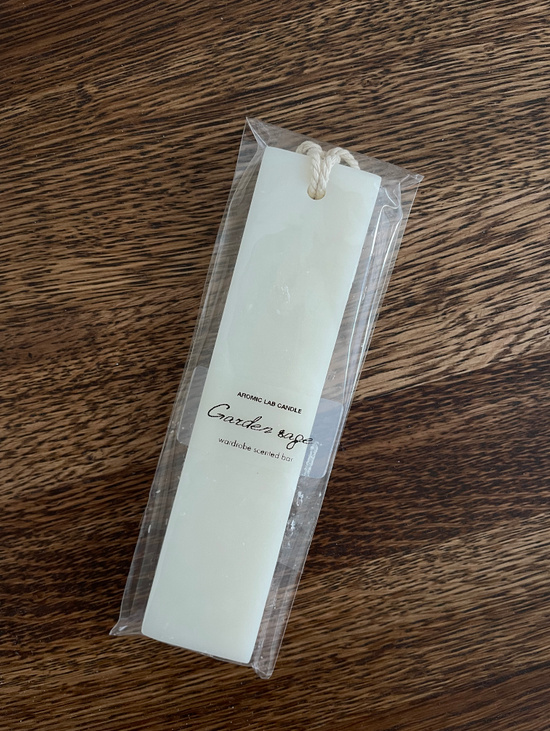 AROMIC LAB CANDLE
Garden sage
wardrobe scented bar